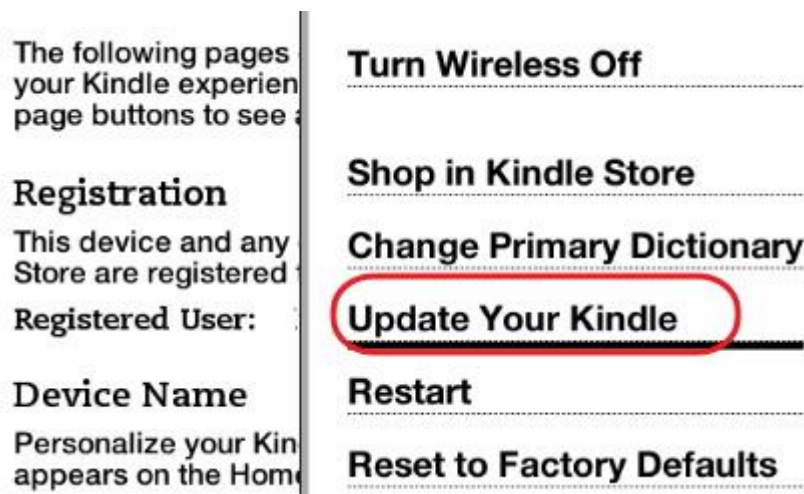 The following pages
your Kindle experien
page buttons to see
Registration
This device and any
Store are registered
Registered User:
Device Name
Personalize your Kin
appears on the Hom
Turn Wireless Off
Shop in Kindle Store
Change Primary Dictionary
Update Your Kindle
Restart
Reset to Factory Defaults